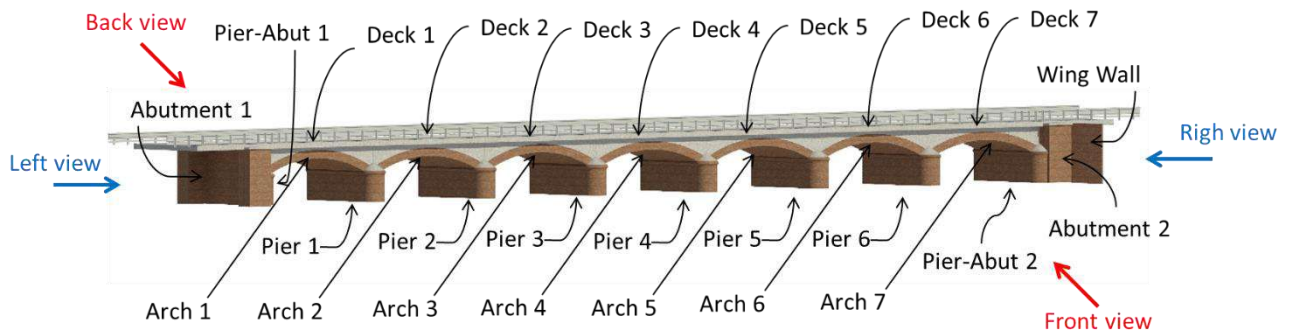 Back view
Pier-Abut 1
Deck 1
Deck 2
Deck 3
Deck 4
Deck 5
Deck 6
Deck 7
Wing Wall
Abutment 1
Left view
Righ view
Pier 1
Pier 2
Pier 3
Pier 4
Pier 5
Pier 6
Abutment 2
Pier-Abut 2
Arch 1
Arch 2
Arch 3
Arch 4
Arch 5
Arch 6
Arch 7
Front view